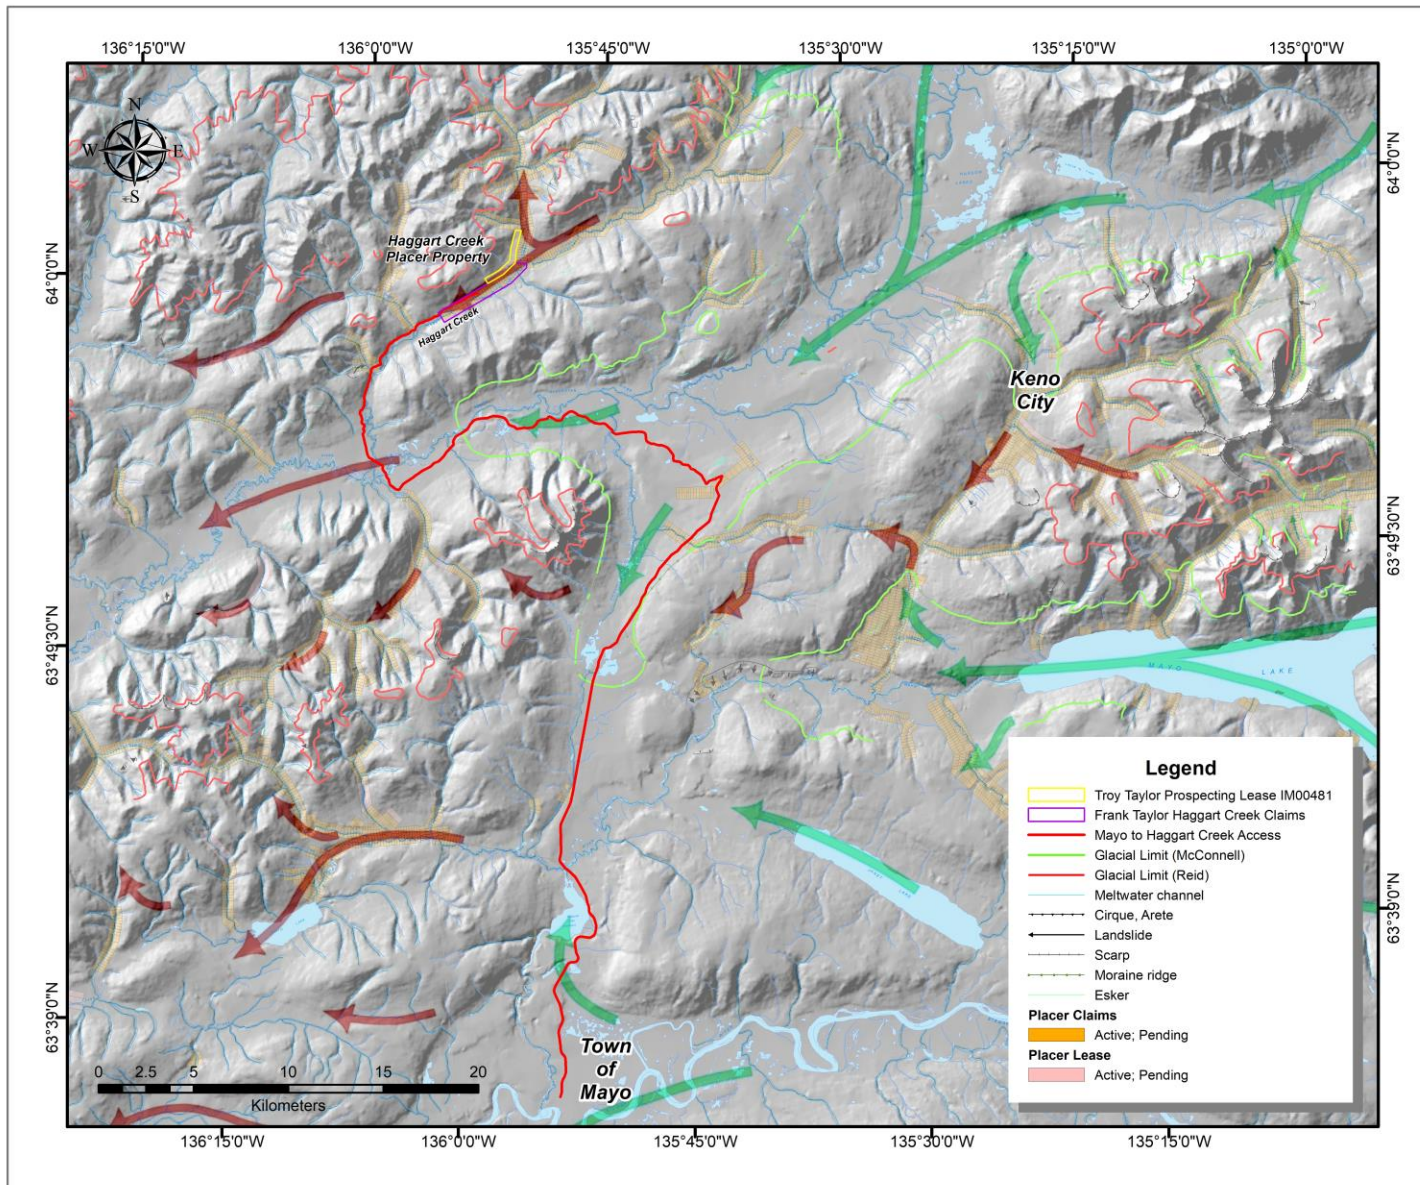 136°15'0"W
136°0'0"W
135°45'0"W
135°30'0"W
135°15'0"W
135°0'0"W
N
W
E
S
64°0'0"N
64°0'0"N
Haggart Creek
Placer Property
Haggart Creek
Keno
City
63°49'30"N
63°49'30"N
MAYO LAKE
Legend
Troy Taylor Prospecting Lease IM00481
Frank Taylor Haggart Creek Claims
Mayo to Haggart Creek Access
Glacial Limit (McConnell)
Glacial Limit (Reid)
Meltwater channel
Cirque, Arete
Landslide
Scarp
Moraine ridge
Esker
Placer Claims
Active; Pending
Placer Lease
Active; Pending
63°39'0"N
63°39'0"N
Town
of
Mayo
0 2.5 5 10 15 20
Kilometers
136°15'0"W
136°0'0"W
135°45'0"W
135°30'0"W
135°15'0"W